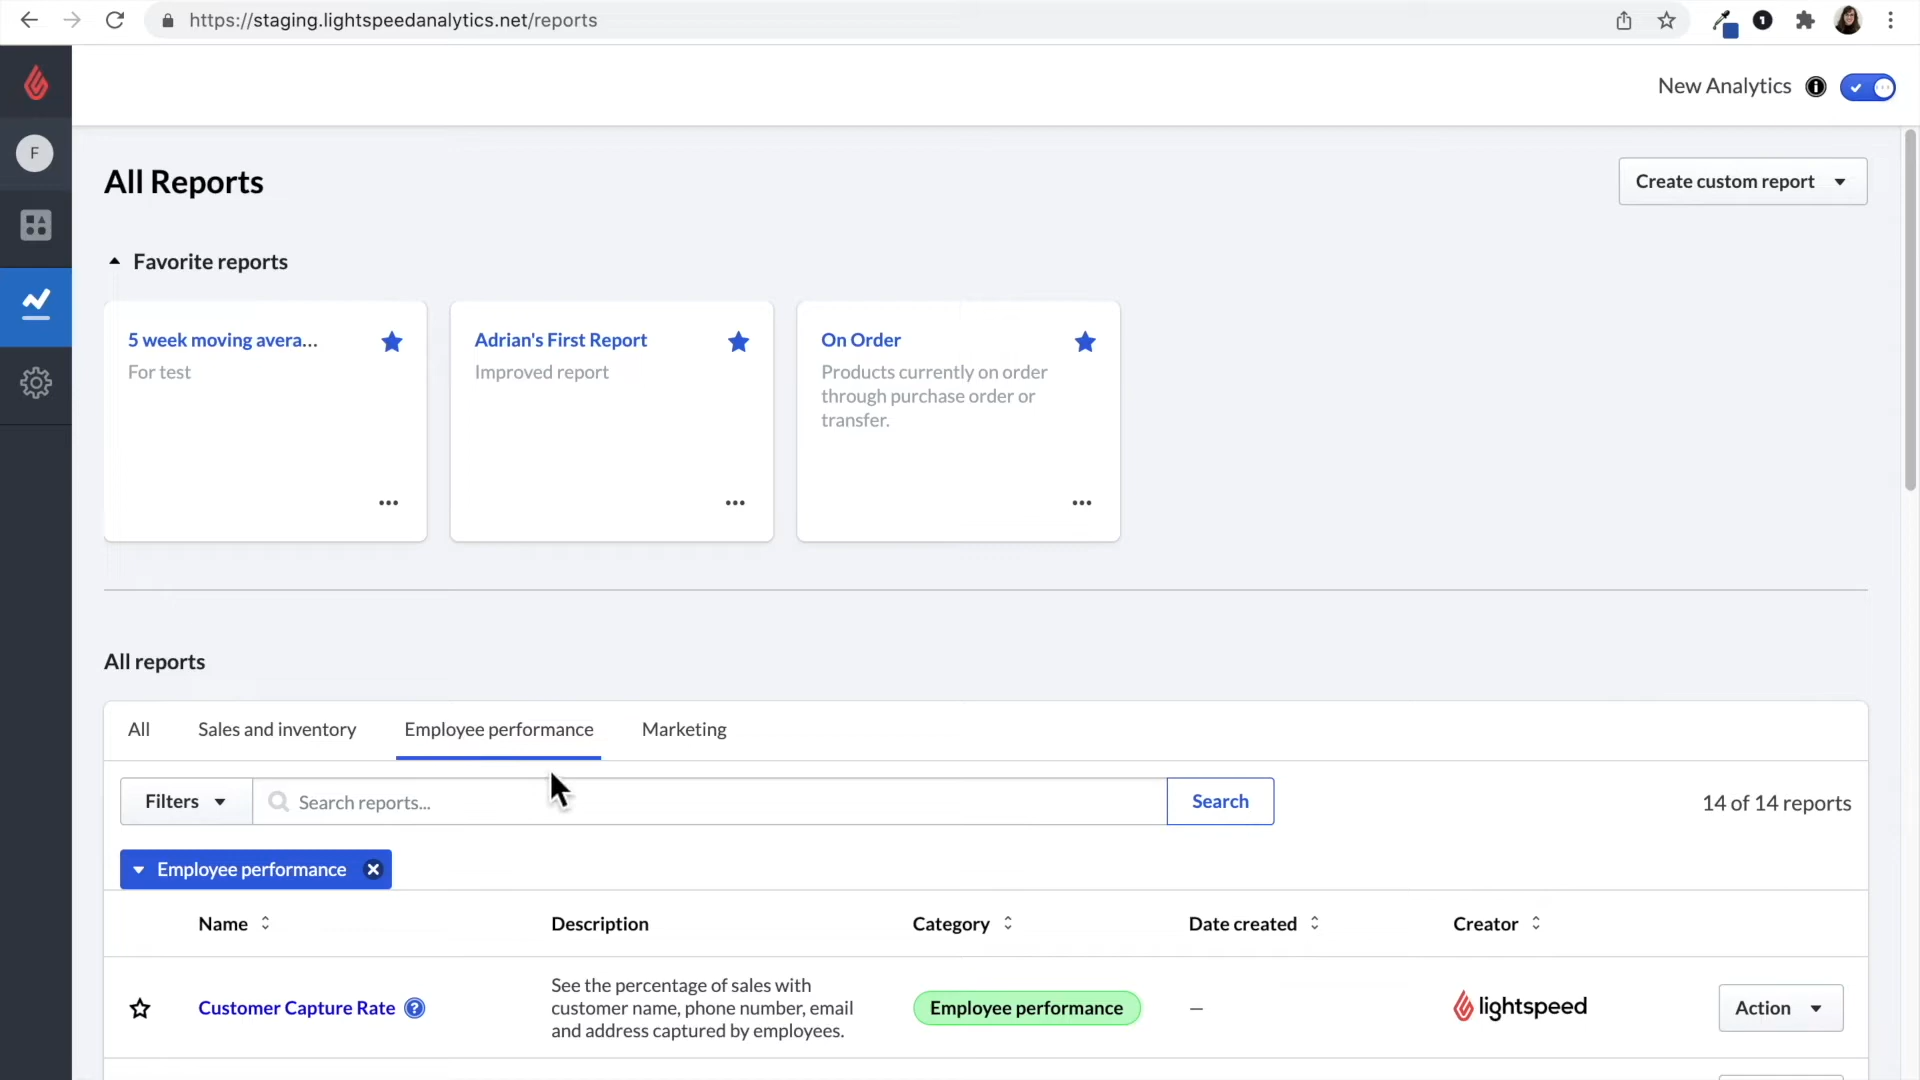 https://staging.lightspeedanalytics.net/reports
1
New Analytics
F
All Reports
Create custom report
Favorite reports
5 week moving avera...
For test
Adrian's First Report
Improved report
On Order
Products currently on order
through purchase order or
transfer.
All reports
All
Sales and inventory
Employee performance
Marketing
Filters
Search reports...
Search
14 of 14 reports
Employee performance
Name
Description
Category
Date created
Creator
Customer Capture Rate ?
See the percentage of sales with
customer name, phone number, email
and address captured by employees.
Employee performance
—
lightspeed
Action